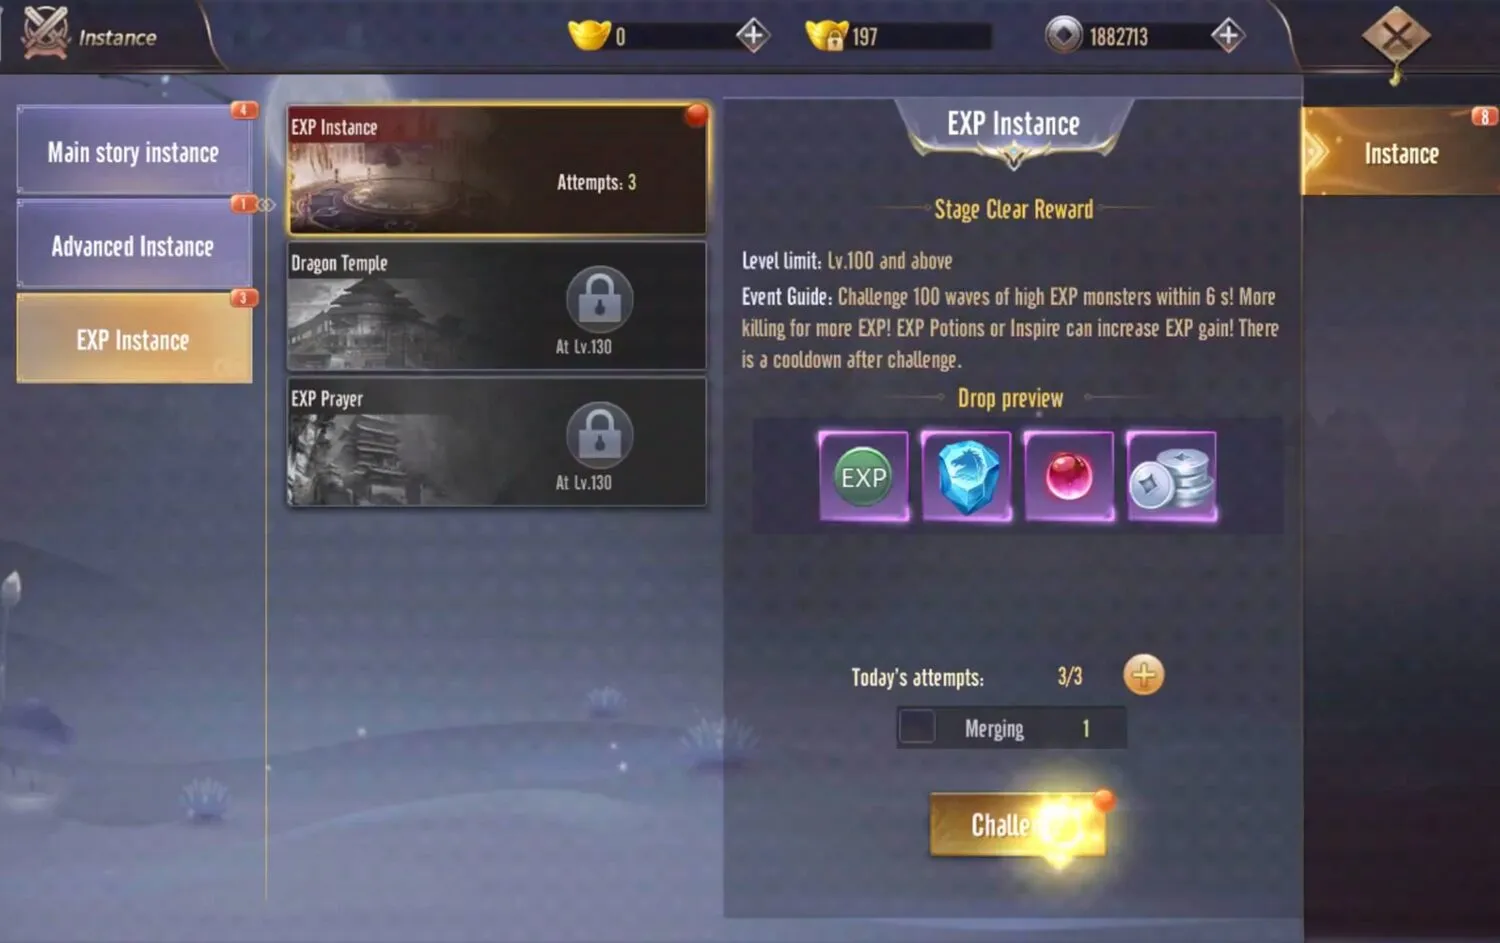 Instance
0
197
1882713
4
Main story instance
1
Advanced Instance
3
EXP Instance
EXP Instance
Attempts: 3
Dragon Temple
At Lv.130
EXP Prayer
At Lv.130
EXP Instance
Stage Clear Reward
Level limit: Lv.100 and above
Event Guide: Challenge 100 waves of high EXP monsters within 6 s! More
killing for more EXP! EXP Potions or Inspire can increase EXP gain! There
is a cooldown after challenge.
Drop preview
EXP
Today's attempts: 3/3
Merging 1
Challe
8
Instance